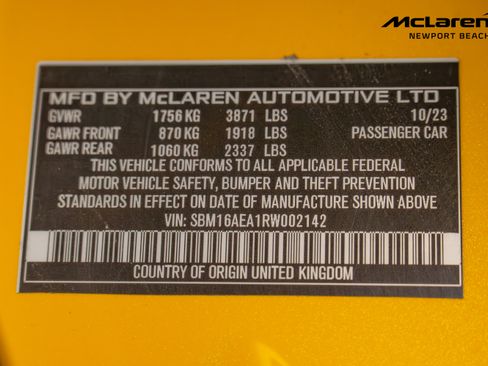 McLaren
NEWPORT BEACH
MFD BY McLAREN AUTOMOTIVE LTD
GVWR 1756 KG 3871 LBS 10/23
GAWR FRONT 870 KG 1918 LBS PASSENGER CAR
GAWR REAR 1060 KG 2337 LBS
THIS VEHICLE CONFORMS TO ALL APPLICABLE FEDERAL
MOTOR VEHICLE SAFETY, BUMPER AND THEFT PREVENTION
STANDARDS IN EFFECT ON DATE OF MANUFACTURE SHOWN ABOVE
VIN: SBM16AEA1RW002142
COUNTRY OF ORIGIN UNITED KINGDOM